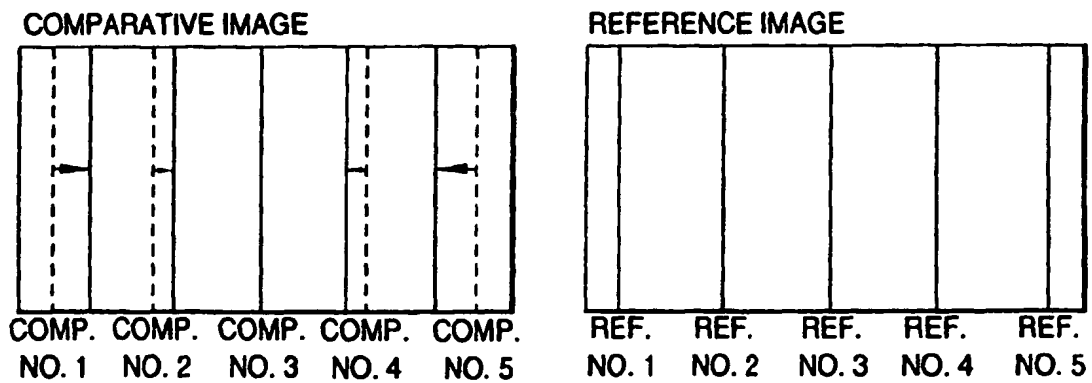 COMPARATIVE IMAGE
COMP. NO. 1
COMP. NO. 2
COMP. NO. 3
COMP. NO. 4
COMP. NO. 5
REFERENCE IMAGE
REF. NO. 1
REF. NO. 2
REF. NO. 3
REF. NO. 4
REF. NO. 5